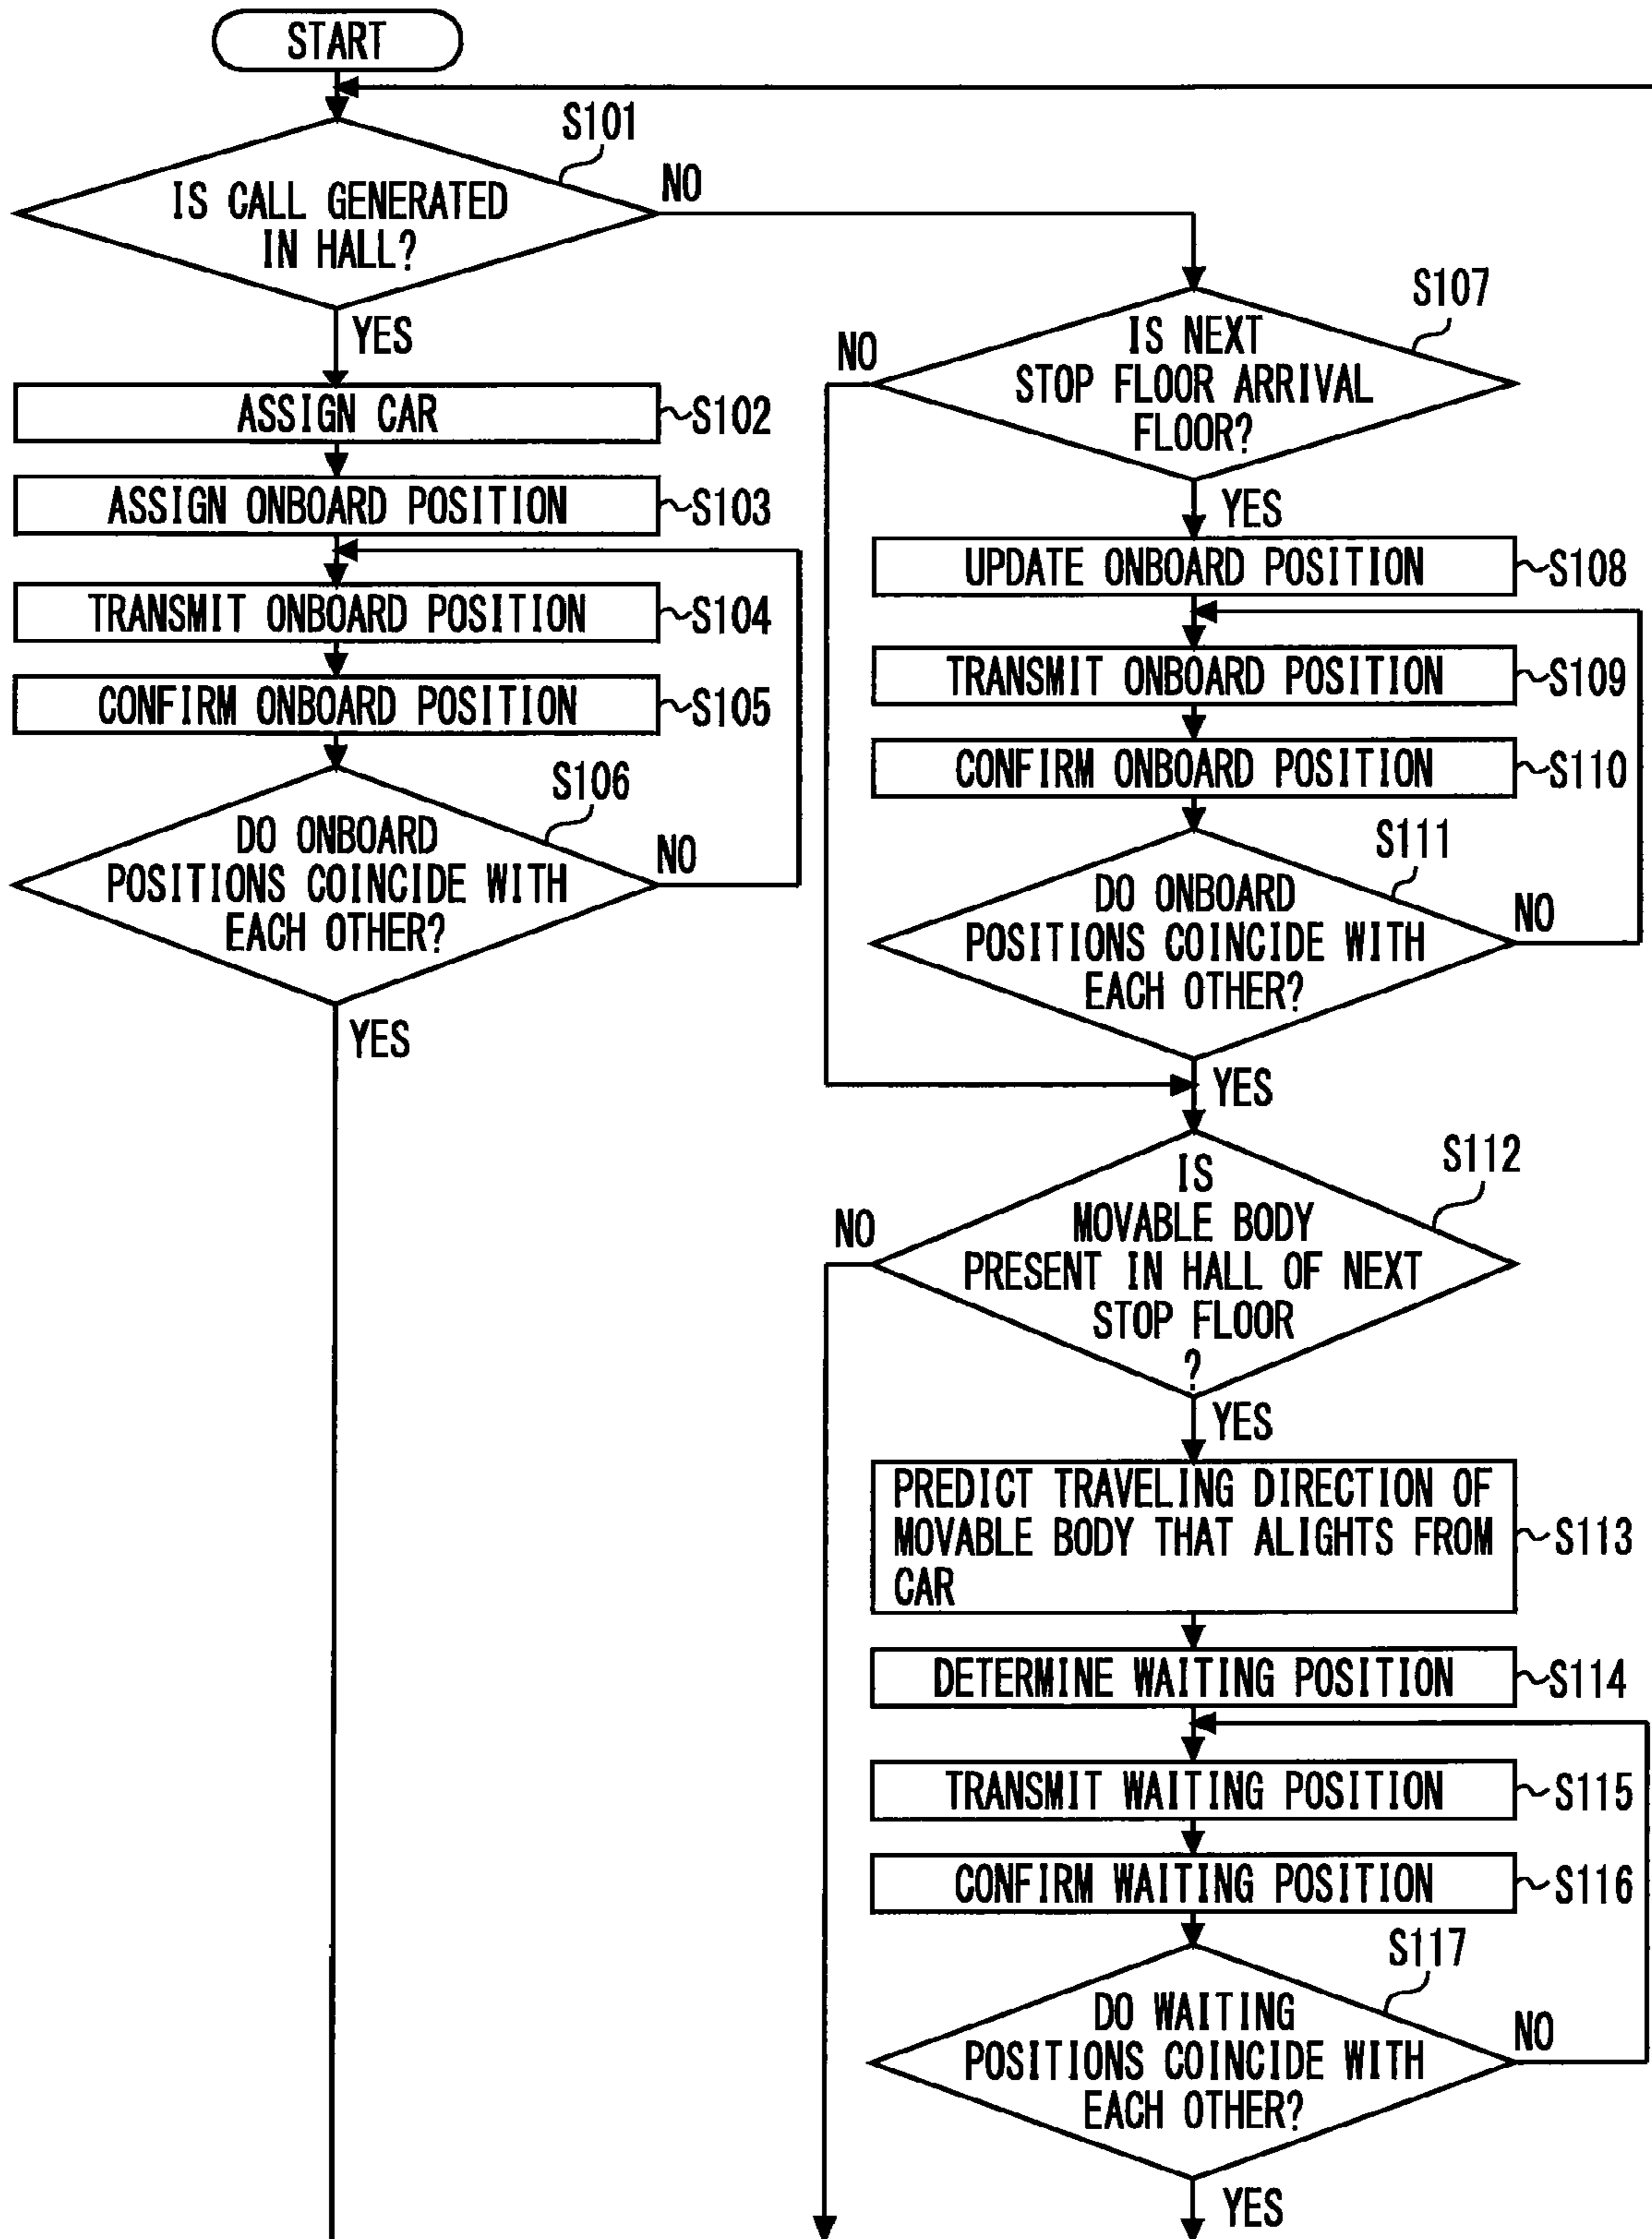 START
S101
IS CALL GENERATED
IN HALL?
NO
YES
ASSIGN CAR
S102
ASSIGN ONBOARD POSITION
S103
TRANSMIT ONBOARD POSITION
S104
CONFIRM ONBOARD POSITION
S105
S106
DO ONBOARD
POSITIONS COINCIDE WITH
EACH OTHER?
NO
YES
S107
IS NEXT
STOP FLOOR ARRIVAL
FLOOR?
NO
YES
UPDATE ONBOARD POSITION
S108
TRANSMIT ONBOARD POSITION
S109
CONFIRM ONBOARD POSITION
S110
S111
DO ONBOARD
POSITIONS COINCIDE WITH
EACH OTHER?
NO
YES
S112
IS
MOVABLE BODY
PRESENT IN HALL OF NEXT
STOP FLOOR
?
NO
YES
PREDICT TRAVELING DIRECTION OF
MOVABLE BODY THAT ALIGHTS FROM
CAR
S113
DETERMINE WAITING POSITION
S114
TRANSMIT WAITING POSITION
S115
CONFIRM WAITING POSITION
S116
S117
DO WAITING
POSITIONS COINCIDE WITH
EACH OTHER?
NO
YES